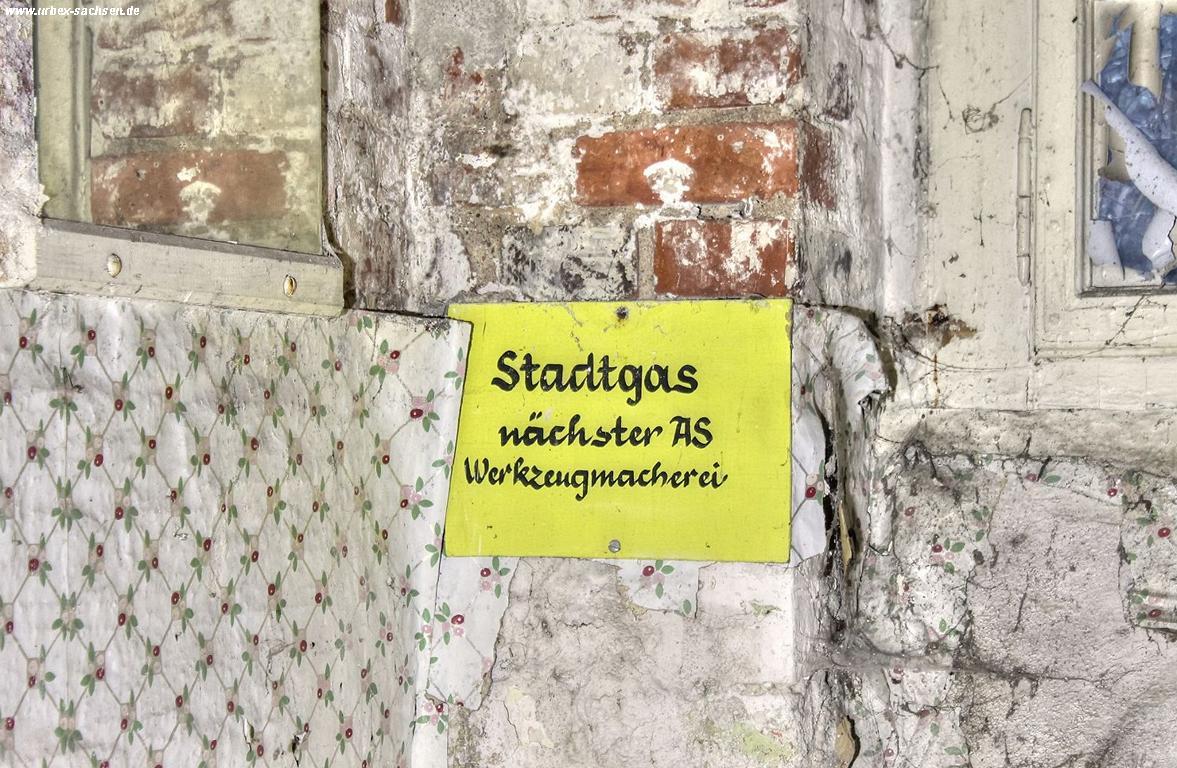 www.urbex-sachsen.de
Stadtgas
nächster AS
Werkzeugmacherei